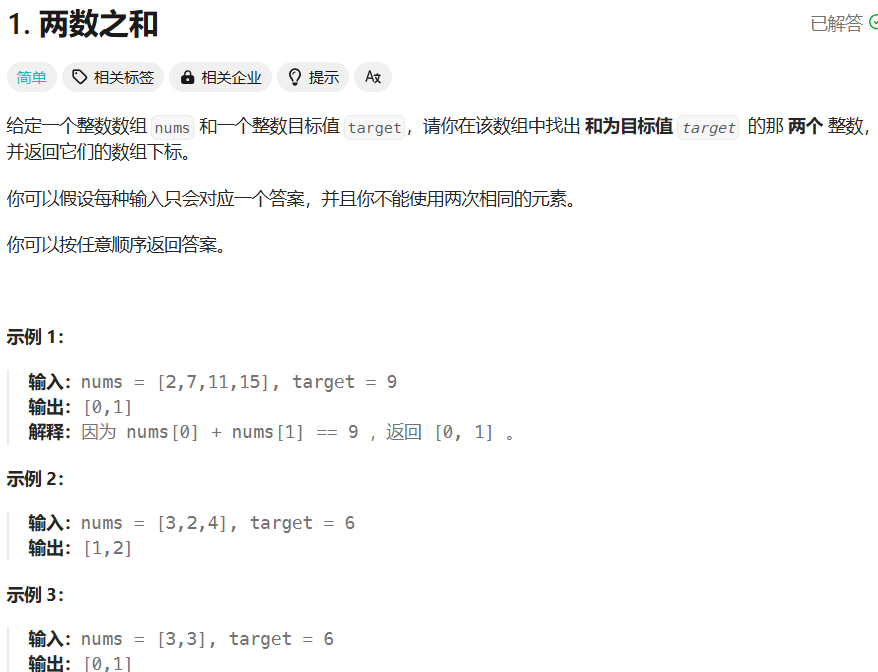 1. 两数之和
已解答
简单 相关标签 相关企业 提示 Az
给定一个整数数组 nums 和一个整数目标值 target，请你在该数组中找出 和为目标值 target 的那 两个 整数，
并返回它们的数组下标。
你可以假设每种输入只会对应一个答案，并且你不能使用两次相同的元素。
你可以按任意顺序返回答案。
示例 1：
输入：nums = [2,7,11,15], target = 9
输出：[0,1]
解释：因为 nums[0] + nums[1] == 9 ，返回 [0, 1] 。
示例 2：
输入：nums = [3,2,4], target = 6
输出：[1,2]
示例 3：
输入：nums = [3,3], target = 6
输出：[0,1]